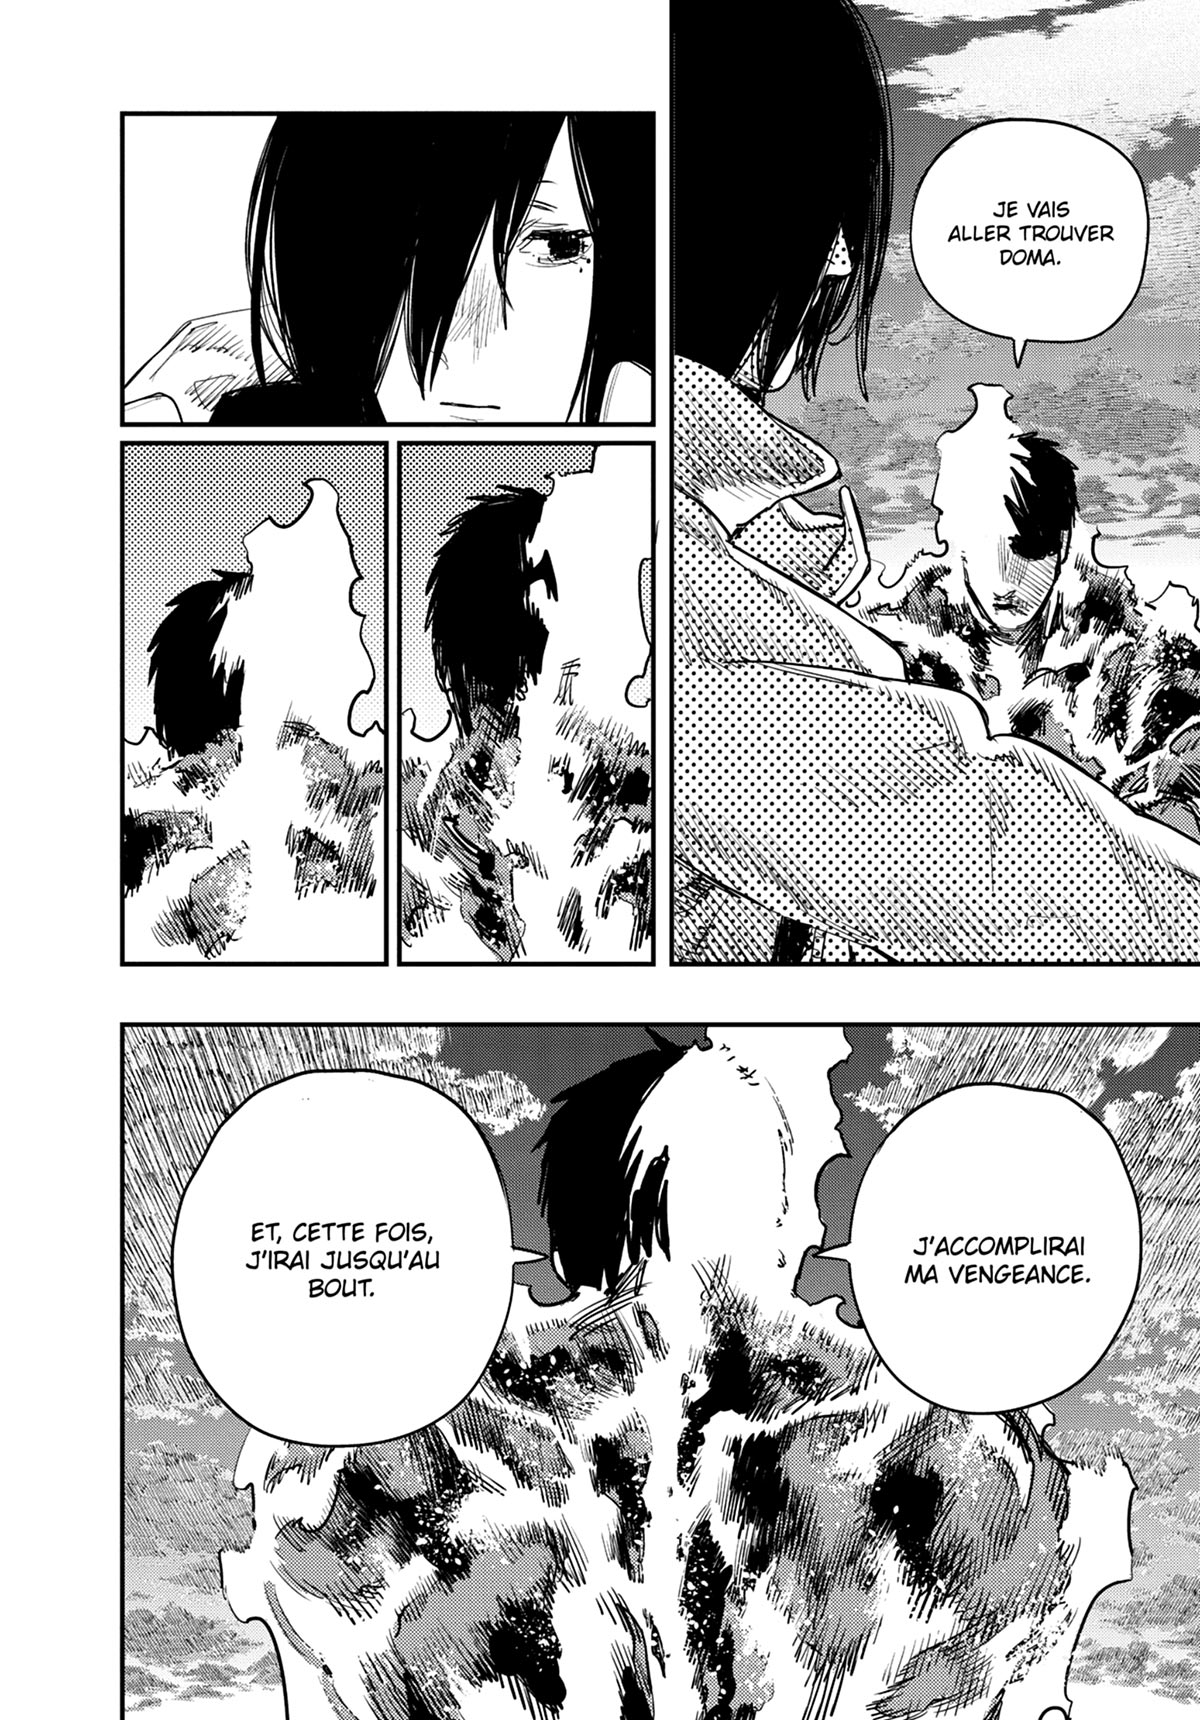 JE VAIS
ALLER TROUVER
DOMA.
J'ACCOMPLIRAI
MA VENGEANCE.
ET, CETTE FOIS,
J'IRAI JUSQU'AU
BOUT.